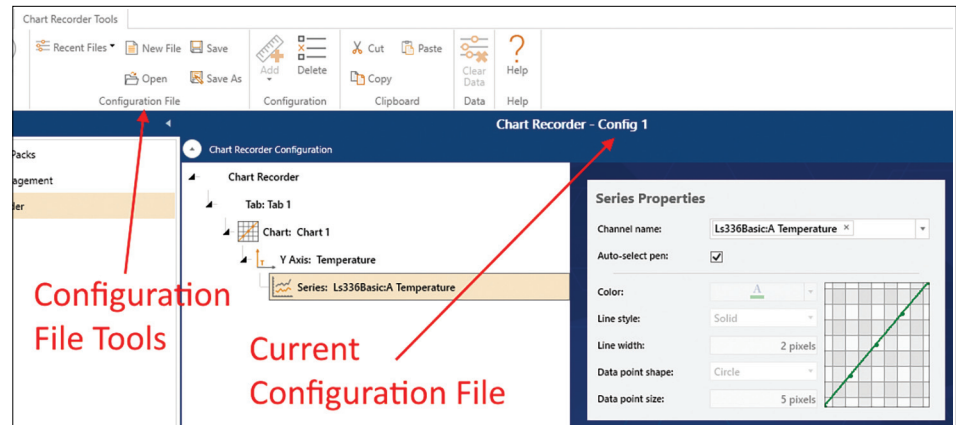 Chart Recorder Tools
Recent Files New File Save Cut Paste
Add Delete Clear Data Help
Open Save As Copy
Configuration File Configuration Clipboard Data Help
Chart Recorder - Config 1
Packs
Chart Recorder Configuration
agement
Chart Recorder
ler
Tab: Tab 1
Chart: Chart 1
Y Axis: Temperature
Series: Ls336Basic:A Temperature
Series Properties
Channel name: Ls336Basic:A Temperature ×
Auto-select pen:
Color: A
Line style: Solid
Line width: 2 pixels
Data point shape: Circle
Data point size: 5 pixels
Configuration
File Tools
Current
Configuration File